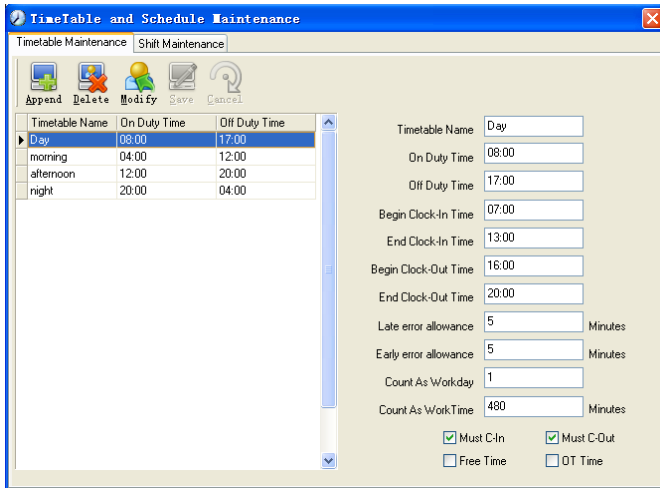 TimeTable and Schedule Maintenance
Timetable Maintenance Shift Maintenance
Append Delete Modify Save Cancel
Timetable Name On Duty Time Off Duty Time
Day 08:00 17:00
morning 04:00 12:00
afternoon 12:00 20:00
night 20:00 04:00
Timetable Name Day
On Duty Time 08:00
Off Duty Time 17:00
Begin Clock-In Time 07:00
End Clock-In Time 13:00
Begin Clock-Out Time 16:00
End Clock-Out Time 20:00
Late error allowance 5 Minutes
Early error allowance 5 Minutes
Count As Workday 1
Count As WorkTime 480 Minutes
Must C-In Must C-Out
Free Time OT Time